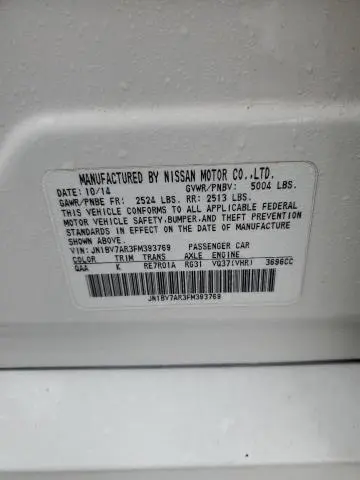 MANUFACTURED BY NISSAN MOTOR CO.,LTD.
DATE: 10/14 GVWR/PNBV: 5004 LBS.
GAWR/PNBE FR: 2524 LBS. RR: 2513 LBS.
THIS VEHICLE CONFORMS TO ALL APPLICABLE FEDERAL
MOTOR VEHICLE SAFETY,BUMPER,AND THEFT PREVENTION
STANDARDS IN EFFECT ON THE DATE OF MANUFACTURE
SHOWN ABOVE.
VIN: JN1BV7AR3FM393769 PASSENGER CAR
COLOR TRIM TRANS AXLE ENGINE
QAA K RE7R01A RG31 VQ37(VHR) 3696CC
JN1BV7AR3FM393769